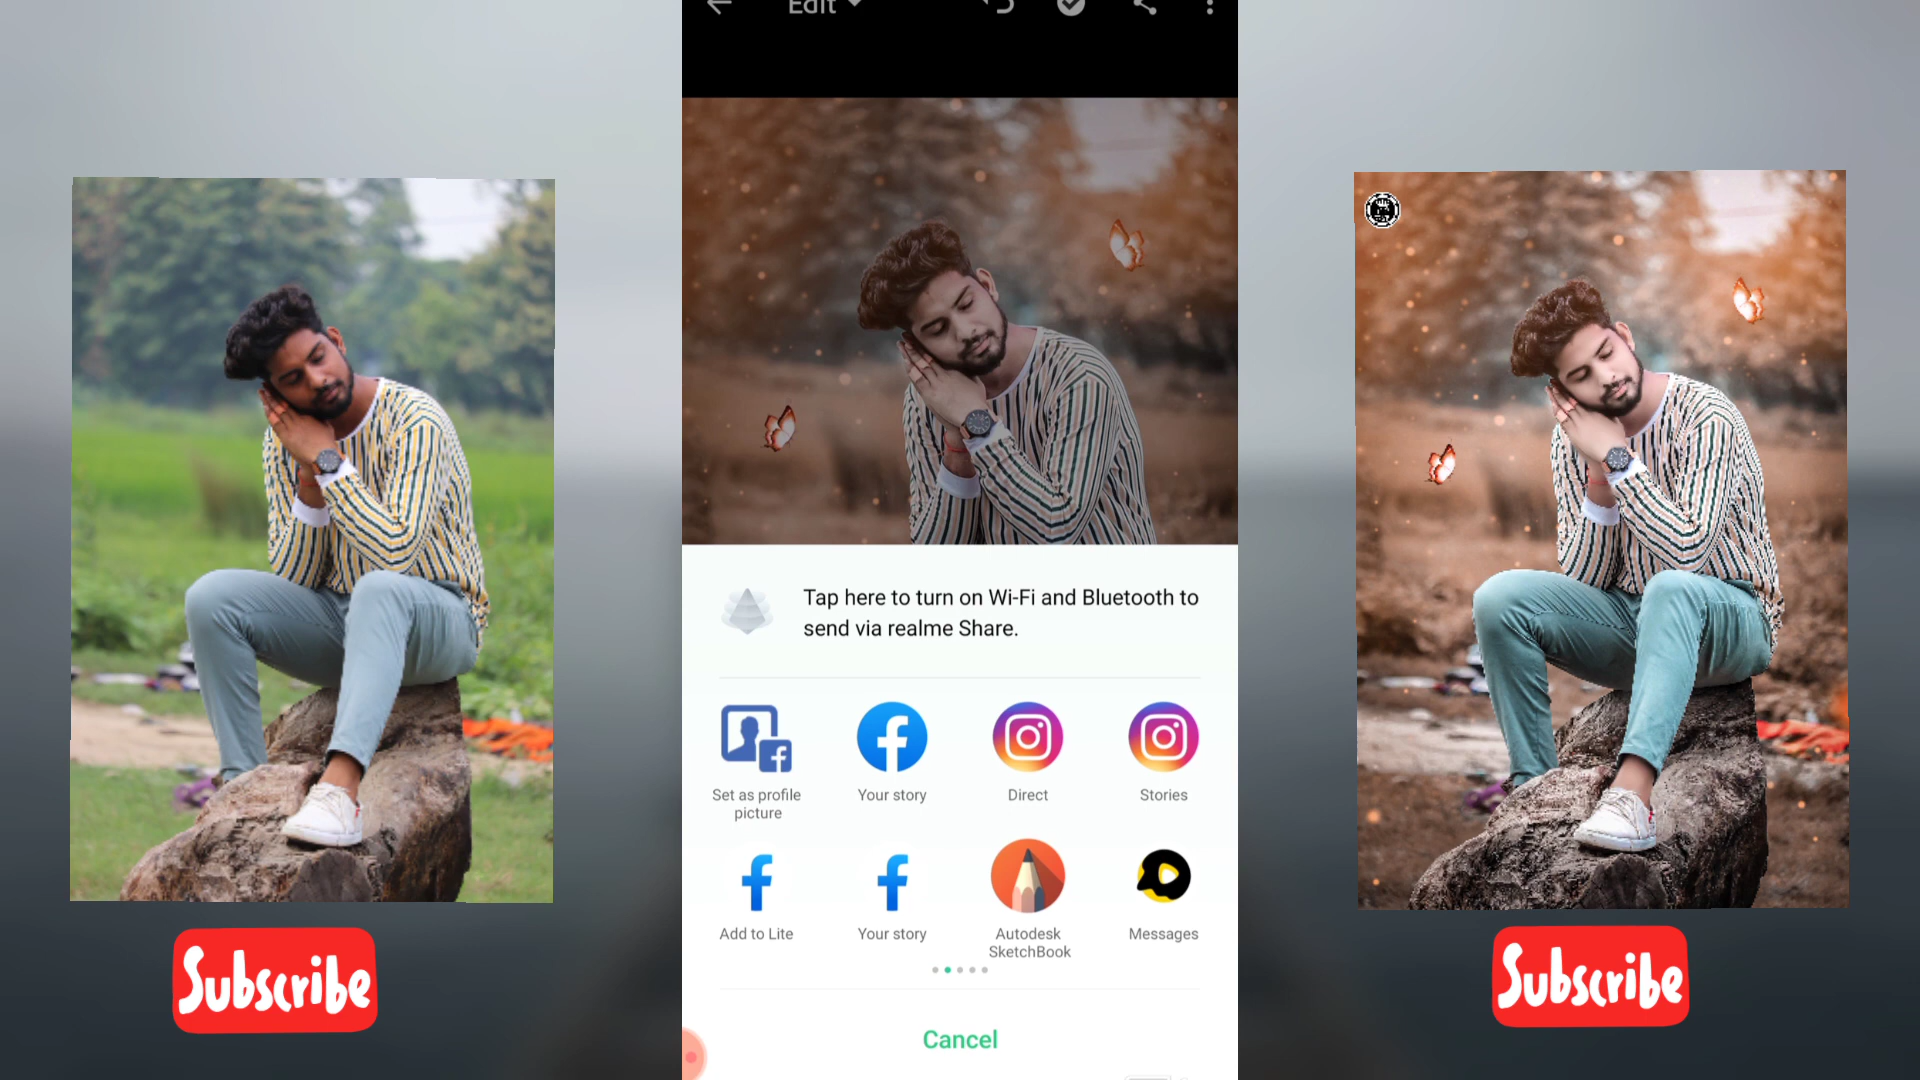 Edit
Tap here to turn on Wi-Fi and Bluetooth to
send via realme Share.
Set as profile
picture
Your story
Direct
Stories
Add to Lite
Your story
Autodesk
SketchBook
Messages
Cancel
Subscribe
Subscribe